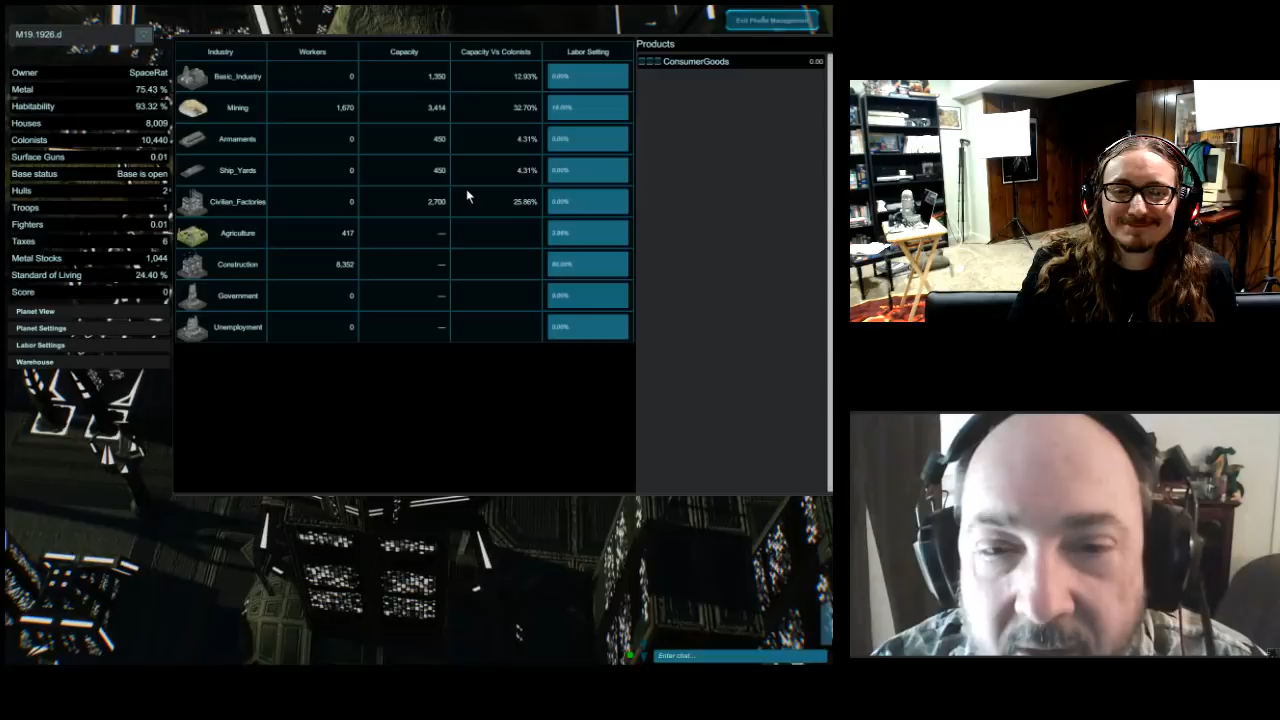 M19.1926.d
Exit Planet Management
Owner SpaceRat
Metal 75.43 %
Habitability 93.32 %
Houses 8,009
Colonists 10,440
Surface Guns 0.01
Base status Base is open
Hulls 2
Troops 1
Fighters 0.01
Taxes 6
Metal Stocks 1,044
Standard of Living 24.40 %
Score 0
Planet View
Planet Settings
Labor Settings
Warehouse
Industry Workers Capacity Capacity Vs Colonists Labor Setting
Basic_Industry 0 1,350 12.93% 0.00%
Mining 1,670 3,414 32.70% 16.00%
Armaments 0 450 4.31% 0.00%
Ship_Yards 0 450 4.31% 0.00%
Civilian_Factories 0 2,700 25.86% 0.00%
Agriculture 417 —
Construction 8,352 — 80.00%
Government 0 — 0.00%
Unemployment 0 — 0.00%
Products
ConsumerGoods 0.00
Enter chat...